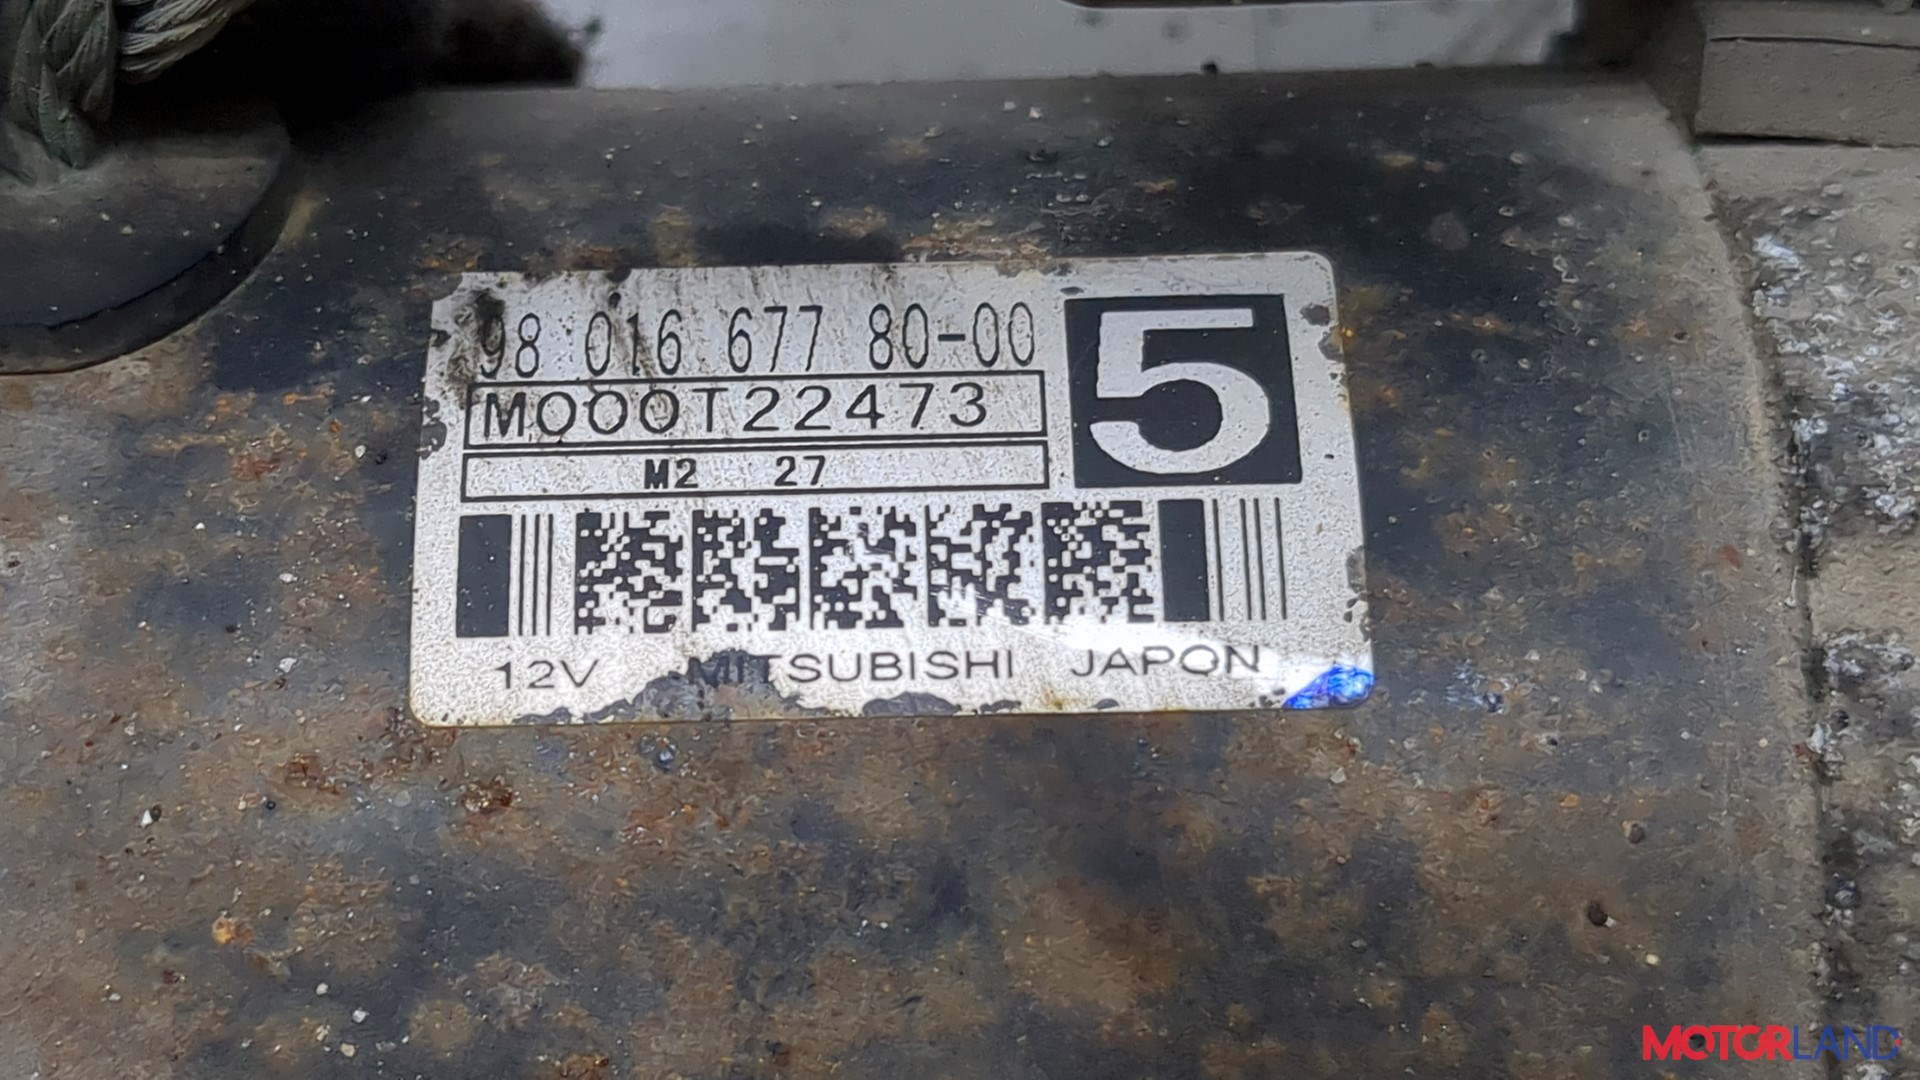 98 016 677 80-00
5
M000T22473
M2 27
12V MITSUBISHI JAPON
MOTORLAND